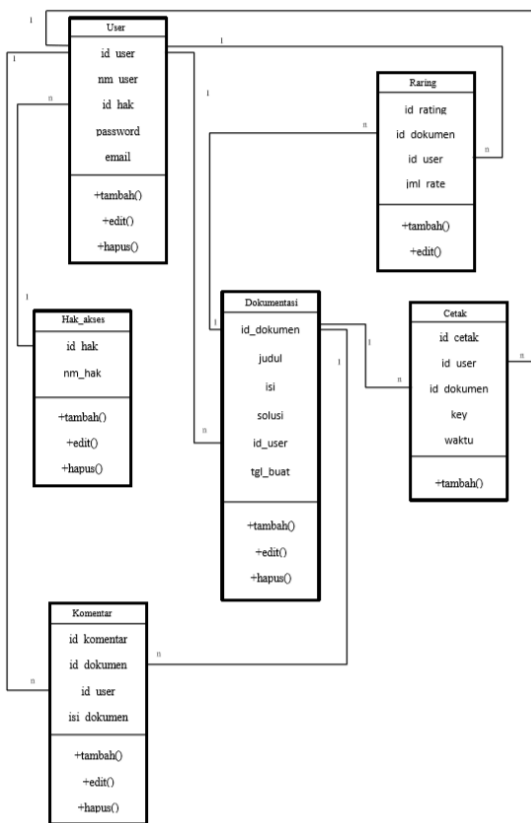 User
id user
nm user
id hak
password
email
+tambah()
+edit()
+hapus()
Raring
id rating
id dokumen
id user
jml rate
+tambah()
+edit()
Hak_akses
id hak
nm_hak
+tambah()
+edit()
+hapus()
Dokumentasi
id_dokumen
judul
isi
solusi
id_user
tgl_buat
+tambah()
+edit()
+hapus()
Cetak
id cetak
id user
id dokumen
key
waktu
+tambah()
Komentar
id komentar
id dokumen
id user
isi dokumen
+tambah()
+edit()
+hapus()
1
1
1
n
1
n
n
1
1
1
1
n
n
n
n
n